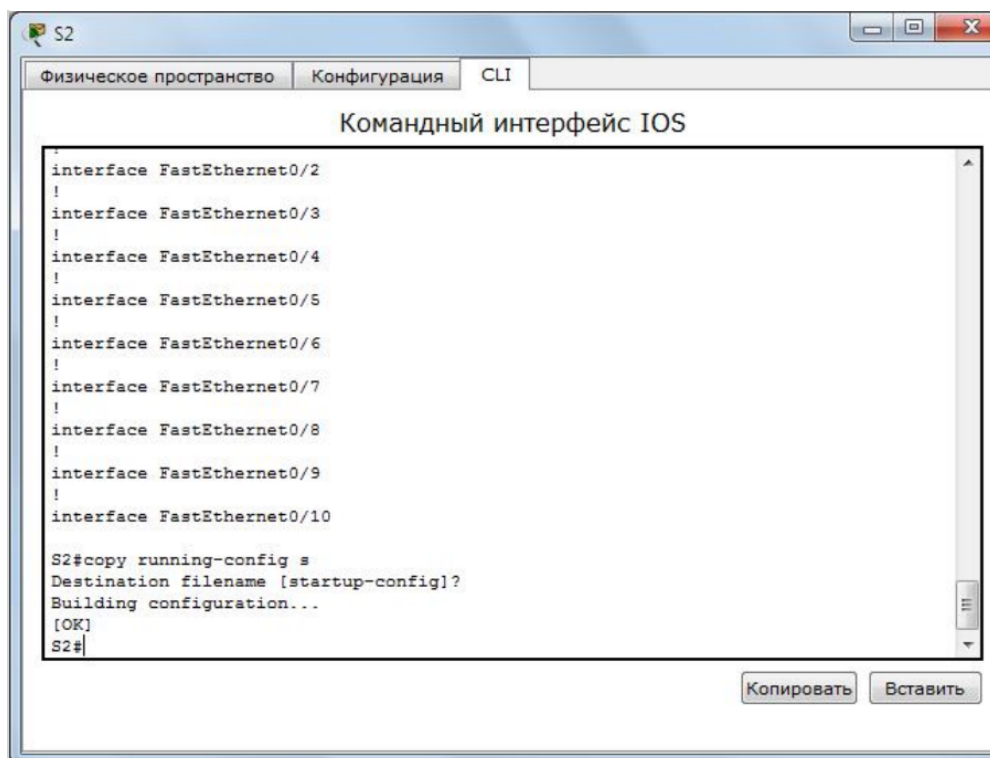 S2
Физическое пространство Конфигурация CLI
Командный интерфейс IOS
!
interface FastEthernet0/2
!
interface FastEthernet0/3
!
interface FastEthernet0/4
!
interface FastEthernet0/5
!
interface FastEthernet0/6
!
interface FastEthernet0/7
!
interface FastEthernet0/8
!
interface FastEthernet0/9
!
interface FastEthernet0/10
S2#copy running-config s
Destination filename [startup-config]?
Building configuration...
[OK]
S2#
Копировать Вставить